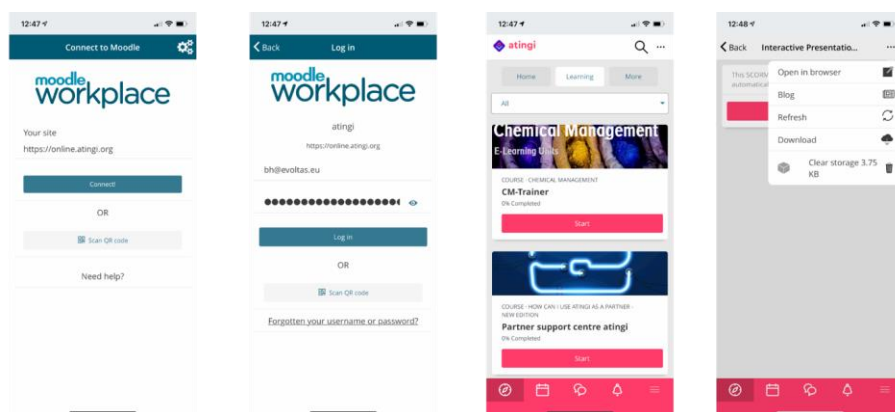 12:47
Connect to Moodle
moodle
workplace
Your site
https://online.atingi.org
Connect!
OR
Scan QR code
Need help?
12:47
Back
Log in
moodle
workplace
atingi
https://online.atingi.org
bh@evoltas.eu
Log in
OR
Scan QR code
Forgotten your username or password?
12:47
atingi
Home Learning More
All
Chemical Management
E-Learning Units
COURSE · CHEMICAL MANAGEMENT
CM-Trainer
0% Completed
Start
COURSE · HOW CAN I USE ATINGI AS A PARTNER -
NEW EDITION
Partner support centre atingi
0% Completed
Start
12:48
Back Interactive Presentatio...
This SCORM
Open in browser
Blog
Refresh
Download
Clear storage 3.75
KB